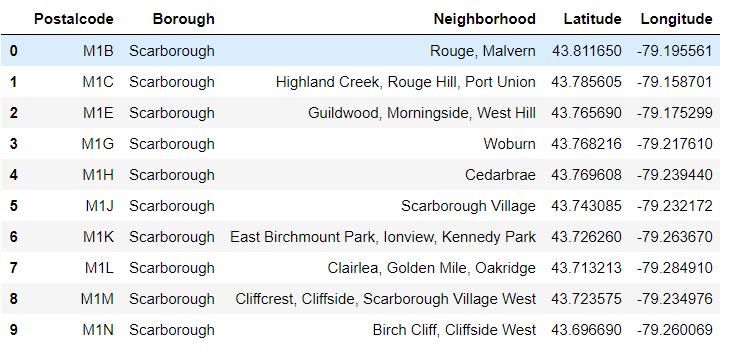 Postalcode Borough Neighborhood Latitude Longitude
0 M1B Scarborough Rouge, Malvern 43.811650 -79.195561
1 M1C Scarborough Highland Creek, Rouge Hill, Port Union 43.785605 -79.158701
2 M1E Scarborough Guildwood, Morningside, West Hill 43.765690 -79.175299
3 M1G Scarborough Woburn 43.768216 -79.217610
4 M1H Scarborough Cedarbrae 43.769608 -79.239440
5 M1J Scarborough Scarborough Village 43.743085 -79.232172
6 M1K Scarborough East Birchmount Park, Ionview, Kennedy Park 43.726260 -79.263670
7 M1L Scarborough Clairlea, Golden Mile, Oakridge 43.713213 -79.284910
8 M1M Scarborough Cliffcrest, Cliffside, Scarborough Village West 43.723575 -79.234976
9 M1N Scarborough Birch Cliff, Cliffside West 43.696690 -79.260069